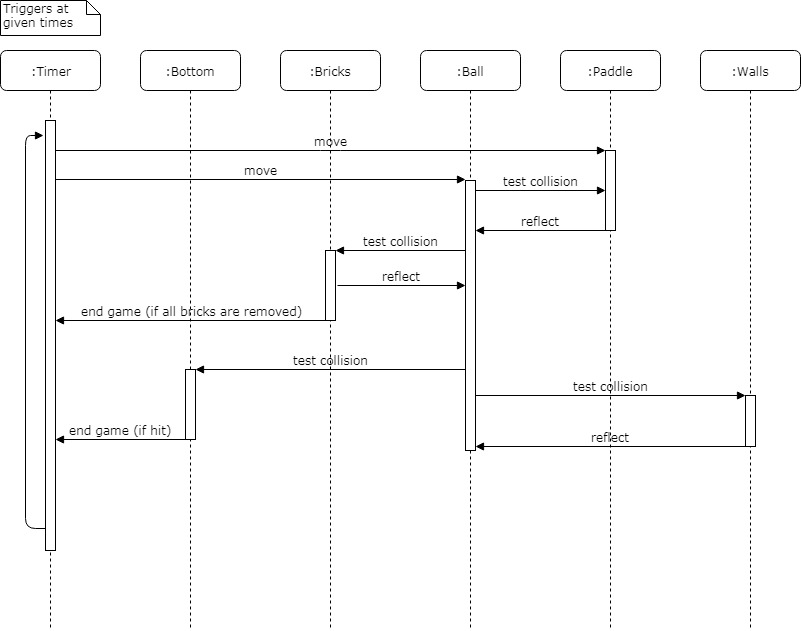 Triggers at
given times
:Timer
:Bottom
:Bricks
:Ball
:Paddle
:Walls
move
move
test collision
reflect
test collision
reflect
end game (if all bricks are removed)
test collision
test collision
end game (if hit)
reflect